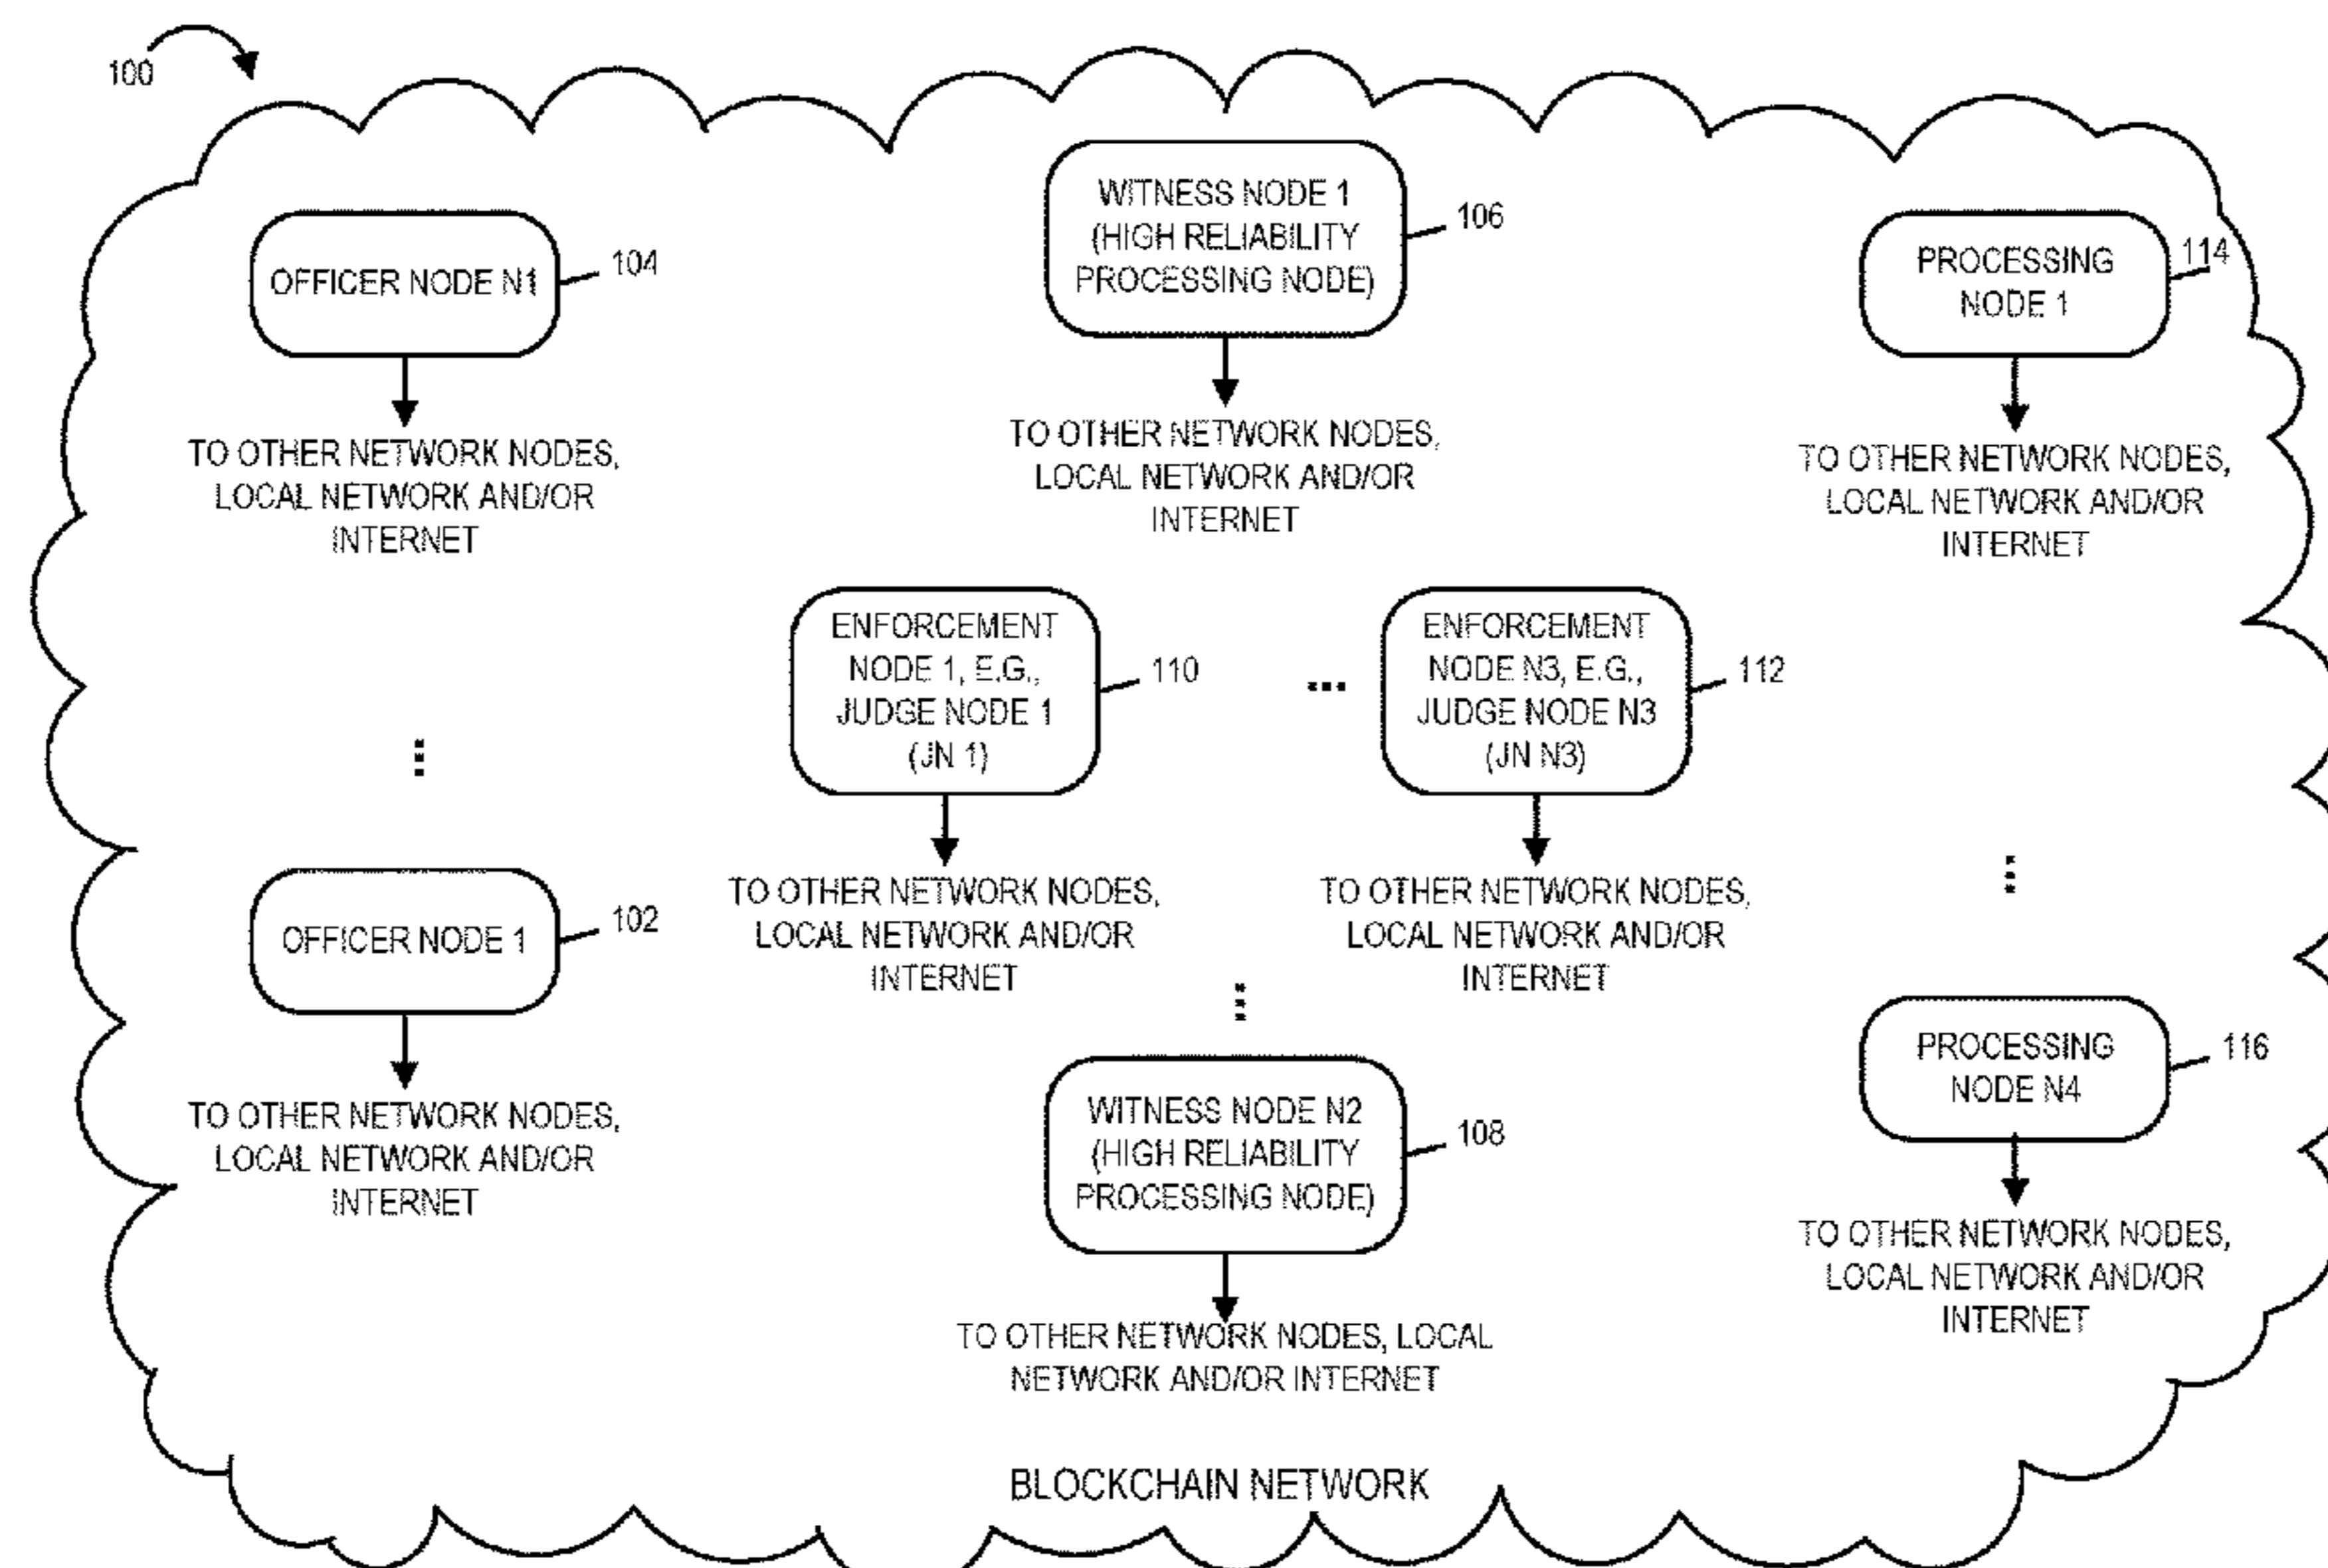 100
WITNESS NODE 1
(HIGH RELIABILITY
PROCESSING NODE)
106
OFFICER NODE N1
104
PROCESSING
NODE 1
114
TO OTHER NETWORK NODES,
LOCAL NETWORK AND/OR
INTERNET
TO OTHER NETWORK NODES,
LOCAL NETWORK AND/OR
INTERNET
TO OTHER NETWORK NODES,
LOCAL NETWORK AND/OR
INTERNET
ENFORCEMENT
NODE 1, E.G.,
JUDGE NODE 1
(JN 1)
110
...
ENFORCEMENT
NODE N3, E.G.,
JUDGE NODE N3
(JN N3)
112
...
...
OFFICER NODE 1
102
TO OTHER NETWORK NODES,
LOCAL NETWORK AND/OR
INTERNET
TO OTHER NETWORK NODES,
LOCAL NETWORK AND/OR
INTERNET
...
PROCESSING
NODE N4
116
WITNESS NODE N2
(HIGH RELIABILITY
PROCESSING NODE)
108
TO OTHER NETWORK NODES,
LOCAL NETWORK AND/OR
INTERNET
TO OTHER NETWORK NODES,
LOCAL NETWORK AND/OR
INTERNET
TO OTHER NETWORK NODES, LOCAL
NETWORK AND/OR INTERNET
BLOCKCHAIN NETWORK